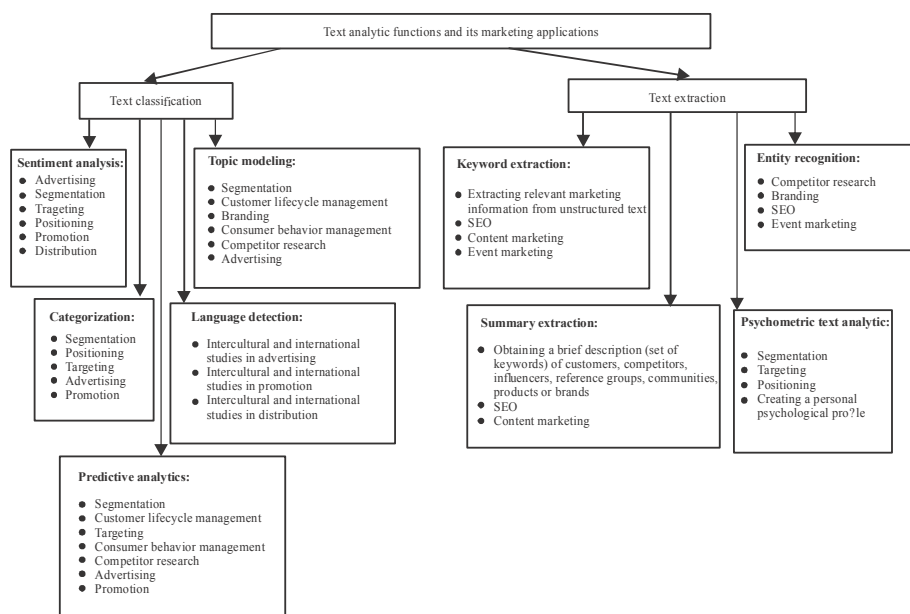 Text analytic functions and its marketing applications
Text classification
Text extraction
Sentiment analysis:
● Advertising
● Segmentation
● Trageting
● Positioning
● Promotion
● Distribution
Topic modeling:
● Segmentation
● Customer lifecycle management
● Branding
● Consumer behavior management
● Competitor research
● Advertising
Keyword extraction:
● Extracting relevant marketing
information from unstructured text
● SEO
● Content marketing
● Event marketing
Entity recognition:
● Competitor research
● Branding
● SEO
● Event marketing
Categorization:
● Segmentation
● Positioning
● Targeting
● Advertising
● Promotion
Language detection:
● Intercultural and international
studies in advertising
● Intercultural and international
studies in promotion
● Intercultural and international
studies in distribution
Summary extraction:
● Obtaining a brief description (set of
keywords) of customers, competitors,
influencers, reference groups, communities,
products or brands
● SEO
● Content marketing
Psychometric text analytic:
● Segmentation
● Targeting
● Positioning
● Creating a personal
psychological pro?le
Predictive analytics:
● Segmentation
● Customer lifecycle management
● Targeting
● Consumer behavior management
● Competitor research
● Advertising
● Promotion